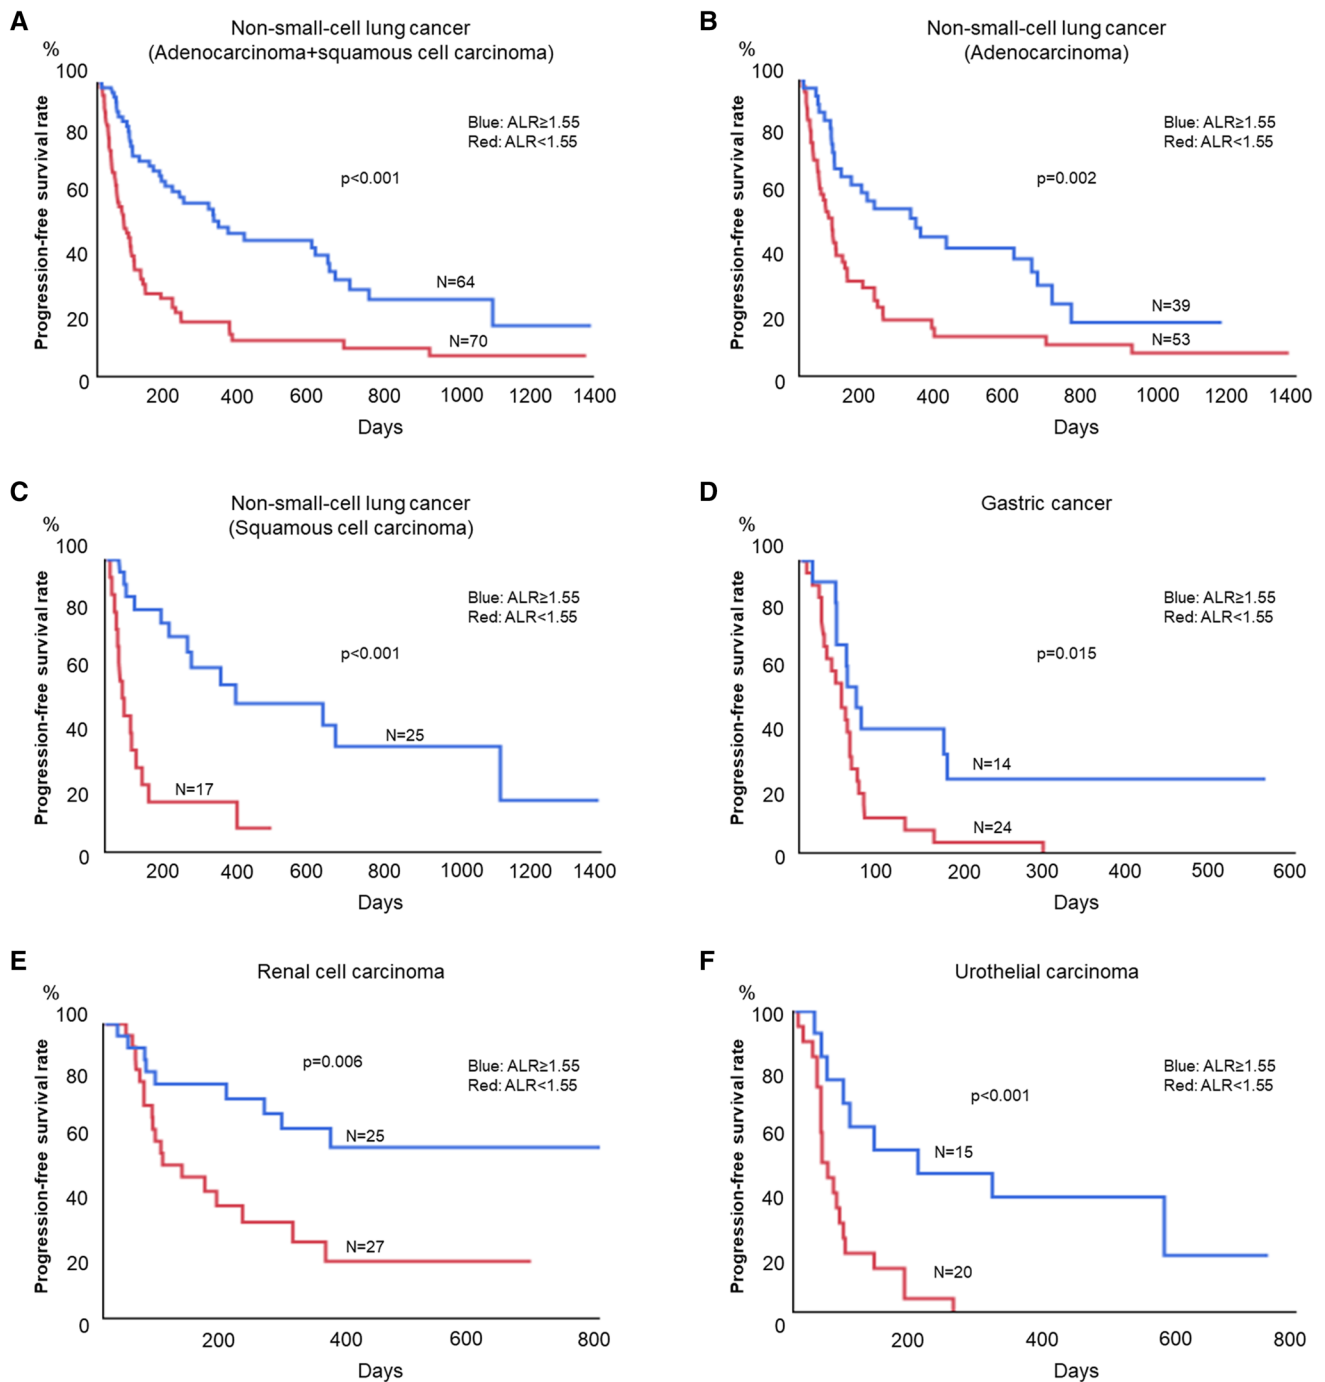 A
Non-small-cell lung cancer
(Adenocarcinoma+squamous cell carcinoma)
%
100
80
60
40
20
0
Progression-free survival rate
Blue: ALR≥1.55
Red: ALR<1.55
p<0.001
N=64
N=70
200 400 600 800 1000 1200 1400
Days
B
Non-small-cell lung cancer
(Adenocarcinoma)
%
100
80
60
40
20
0
Progression-free survival rate
Blue: ALR≥1.55
Red: ALR<1.55
p=0.002
N=39
N=53
200 400 600 800 1000 1200 1400
Days
C
Non-small-cell lung cancer
(Squamous cell carcinoma)
%
100
80
60
40
20
0
Progression-free survival rate
Blue: ALR≥1.55
Red: ALR<1.55
p<0.001
N=25
N=17
200 400 600 800 1000 1200 1400
Days
D
Gastric cancer
%
100
80
60
40
20
0
Progression-free survival rate
Blue: ALR≥1.55
Red: ALR<1.55
p=0.015
N=14
N=24
100 200 300 400 500 600
Days
E
Renal cell carcinoma
%
100
80
60
40
20
0
Progression-free survival rate
p=0.006
Blue: ALR≥1.55
Red: ALR<1.55
N=25
N=27
200 400 600 800
Days
F
Urothelial carcinoma
%
100
80
60
40
20
0
Progression-free survival rate
Blue: ALR≥1.55
Red: ALR<1.55
p<0.001
N=15
N=20
200 400 600 800
Days